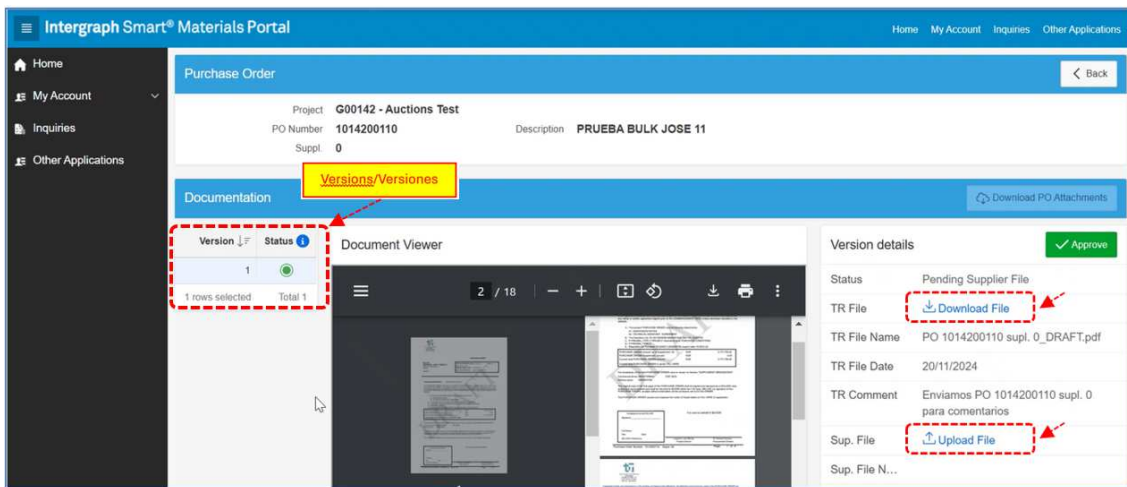 Intergraph Smart® Materials Portal
Home My Account Inquiries Other Applications
Home
My Account
Inquiries
Other Applications
Purchase Order
Back
Project G00142 - Auctions Test
PO Number 1014200110 Description PRUEBA BULK JOSE 11
Suppl. 0
Versions/Versiones
Documentation
Download PO Attachments
Version Status
1
1 rows selected Total 1
Document Viewer
2 / 18
DRAFT
Version details
Approve
Status Pending Supplier File
TR File Download File
TR File Name PO 1014200110 supl. 0_DRAFT.pdf
TR File Date 20/11/2024
TR Comment Enviamos PO 1014200110 supl. 0
para comentarios
Sup. File Upload File
Sup. File N...